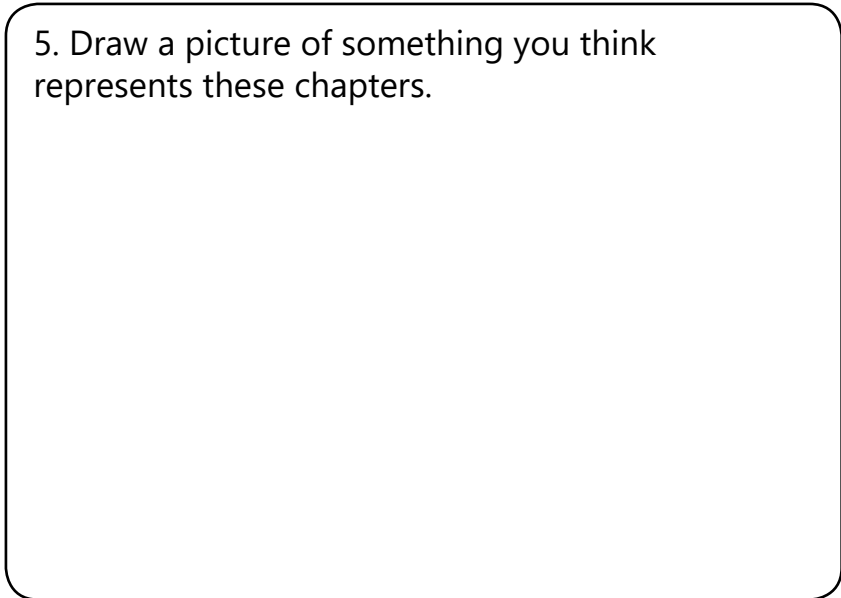 5. Draw a picture of something you think
represents these chapters.